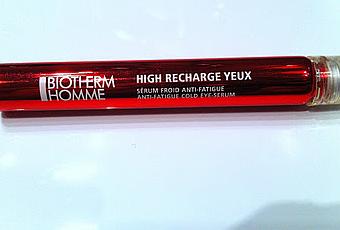 BIOTHERM
HOMME
HIGH RECHARGE YEUX
SÉRUM FROID ANTI-FATIGUE
ANTI-FATIGUE COLD EYE-SERUM